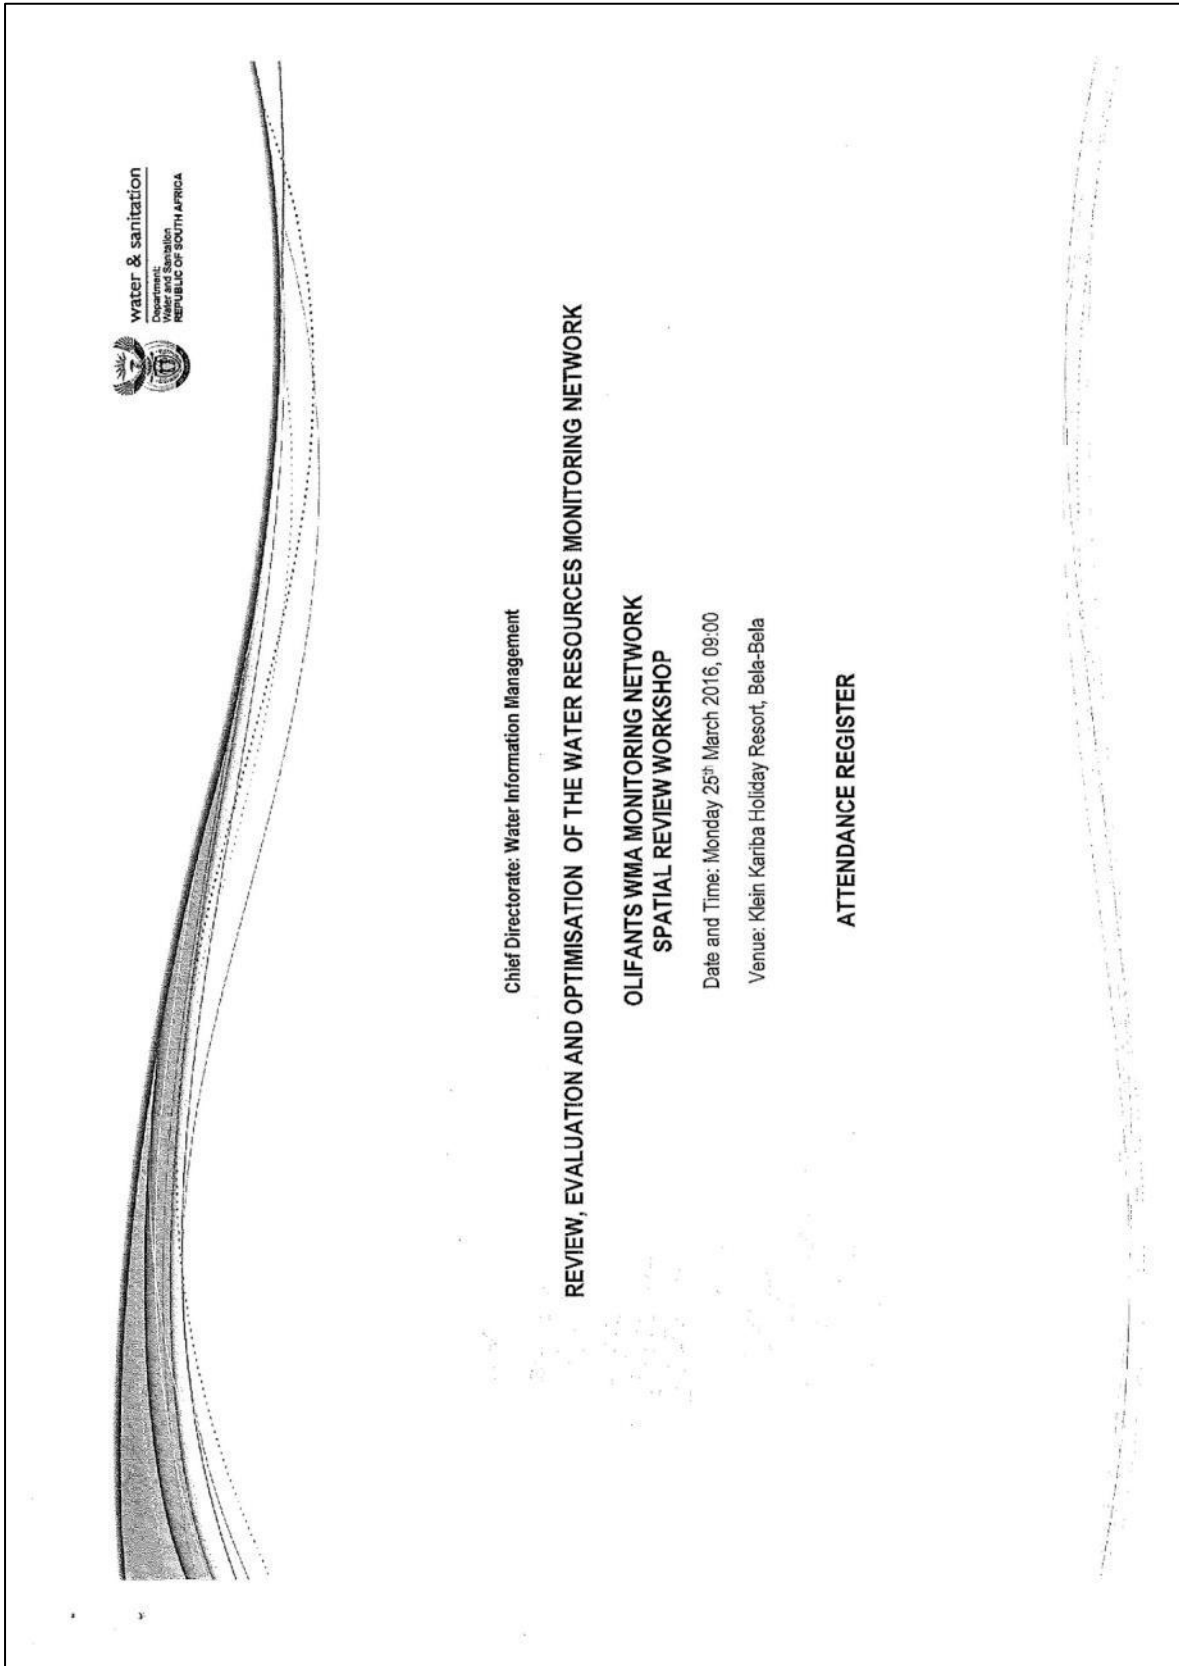 water & sanitation
Department:
Water and Sanitation
REPUBLIC OF SOUTH AFRICA
Chief Directorate: Water Information Management
REVIEW, EVALUATION AND OPTIMISATION OF THE WATER RESOURCES MONITORING NETWORK
OLIFANTS WMA MONITORING NETWORK
SPATIAL REVIEW WORKSHOP
Date and Time: Monday 25th March 2016, 09:00
Venue: Klein Kariba Holiday Resort, Bela-Bela
ATTENDANCE REGISTER